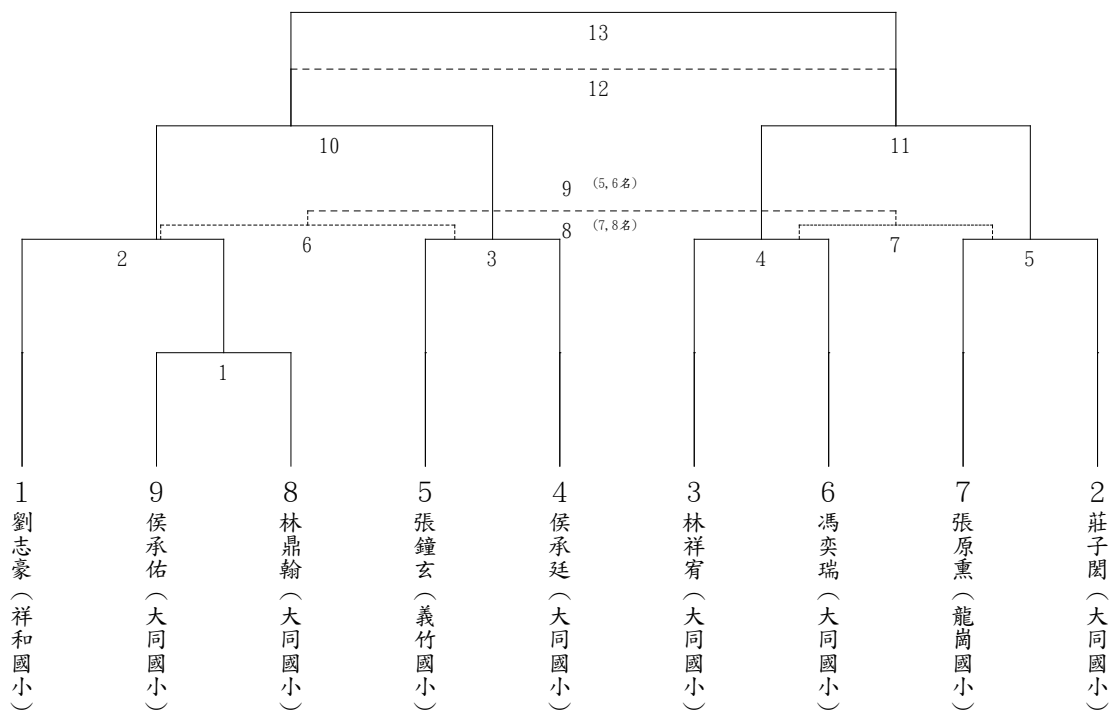 13
12
10
11
9 (5,6名)
8 (7,8名)
6
7
2
3
4
5
1
1 劉志豪(祥和國小)
9 侯承佑(大同國小)
8 林鼎翰(大同國小)
5 張鐘玄(義竹國小)
4 侯承廷(大同國小)
3 林祥宥(大同國小)
6 馮奕瑞(大同國小)
7 張原熏(龍崗國小)
2 莊子閎(大同國小)